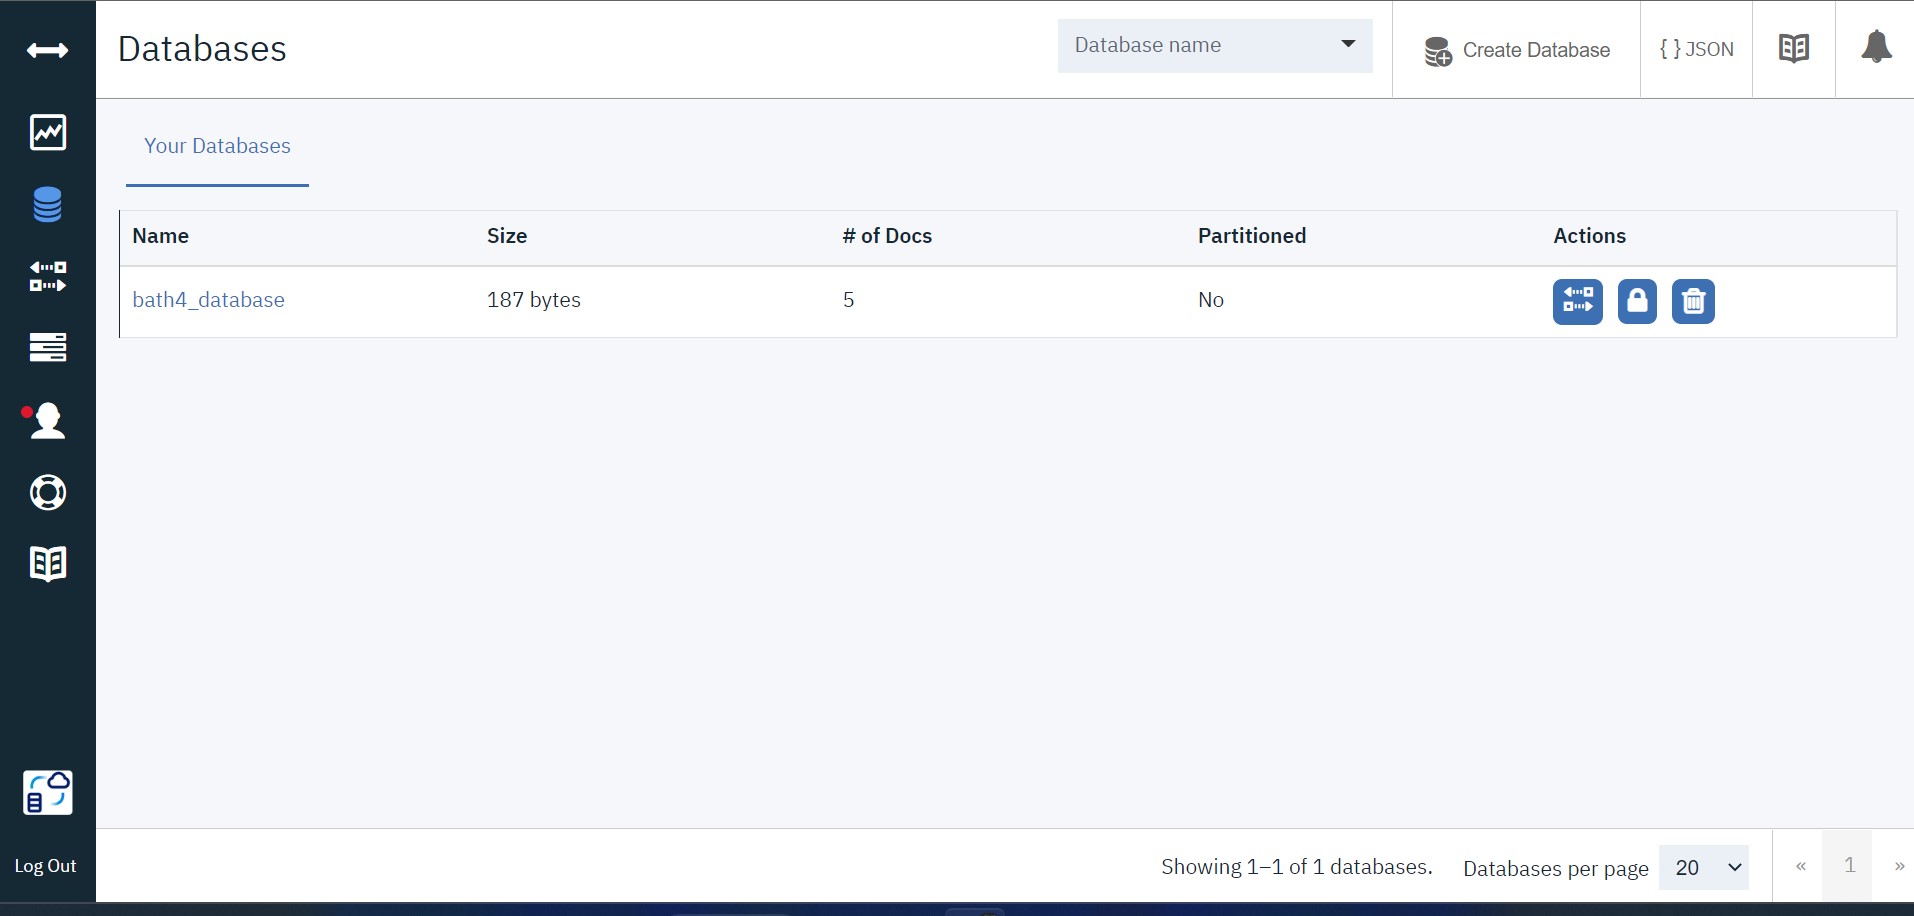 Databases
Database name
Create Database
{ } JSON
Your Databases
Name Size # of Docs Partitioned Actions
bath4_database 187 bytes 5 No
Log Out
Showing 1–1 of 1 databases. Databases per page 20 « 1 »